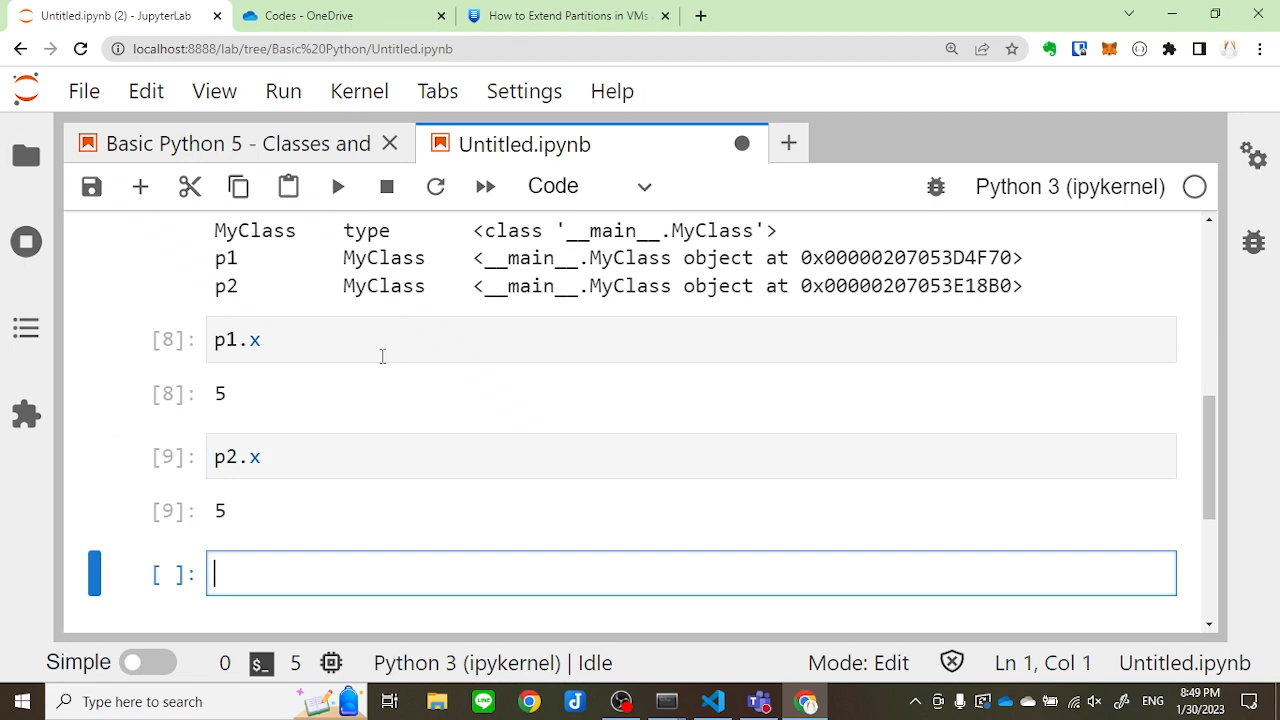 Untitled.ipynb (2) - JupyterLab
Codes - OneDrive
How to Extend Partitions in VMs
localhost:8888/lab/tree/Basic%20Python/Untitled.ipynb
File Edit View Run Kernel Tabs Settings Help
Basic Python 5 - Classes and
Untitled.ipynb
Code
Python 3 (ipykernel)
MyClass type <class '__main__.MyClass'>
p1 MyClass <__main__.MyClass object at 0x00000207053D4F70>
p2 MyClass <__main__.MyClass object at 0x00000207053E18B0>
[8]: p1.x
[8]: 5
[9]: p2.x
[9]: 5
[ ]:
Simple 0 $_ 5 Python 3 (ipykernel) | Idle Mode: Edit Ln 1, Col 1 Untitled.ipynb
Type here to search
LINE
ENG
8:49 PM
1/30/2023